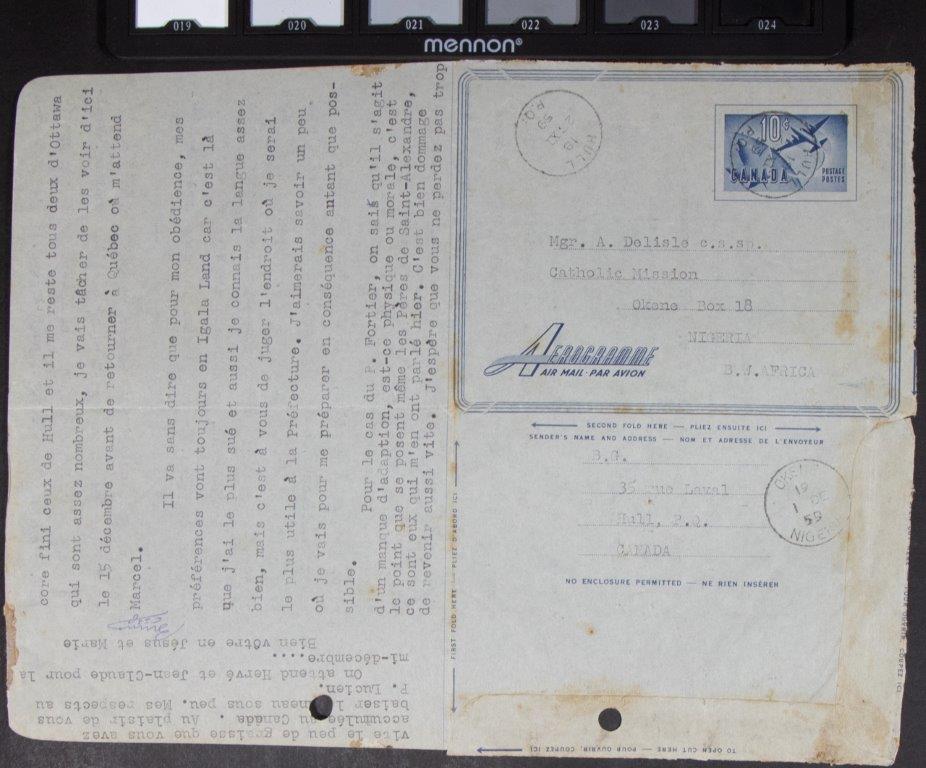 019 020 021 022 023 024
mennon®
core fini ceux de Hull et il me reste tous deux d'Ottawa
qui sont assez nombreux, je vais tâcher de les voir d'ici
le 15 décembre avant de retourner à Québec où m'attend
Marcel.
Il va sans dire que pour mon obédience, mes
préférences vont toujours en Igala Land car c'est là
que j'ai le plus sué et aussi je connais la langue assez
bien, mais c'est à vous de juger l'endroit où je serai
le plus utile à la Préfecture. J'aimerais savoir un peu
où je vais pour me préparer en conséquence autant que pos-
sible.
Pour le cas du P. Fortier, on sait qu'il s'agit
d'un manque d'adaption, est-ce physique ou morale, c'est
le point que se posent même les Pères de Saint-Alexandre,
ce sont eux qui m'en ont parlé hier. C'est bien dommage
de revenir aussi vite. J'espère que vous ne perdez pas trop
vite le peu de graisse que vous avez
accumulée au Canada. Au plaisir de vous
baiser l'anneau sous peu. Mes respects au
P. Lucien.
On attend Hervé et Jean-Claude pour la
mi-décembre....
Bien vôtre en Jésus et Marie
HULL
P.Q.
19
XI
59
10¢
CANADA
POSTAGE
POSTES
Mgr. A. Delisle c.s.sp.
Catholic Mission
Okene Box 18
NIGERIA
B.W.AFRICA
AEROGRAMME
AIR MAIL · PAR AVION
SECOND FOLD HERE — PLIEZ ENSUITE ICI
SENDER'S NAME AND ADDRESS — NOM ET ADRESSE DE L'ENVOYEUR
B.G.
35 rue Laval
Hull, P.Q.
CANADA
1 DE
59
NIGER
NO ENCLOSURE PERMITTED — NE RIEN INSÉRER
FIRST FOLD HERE — PLIEZ D'ABORD ICI
TO OPEN CUT HERE — POUR OUVRIR, COUPEZ ICI